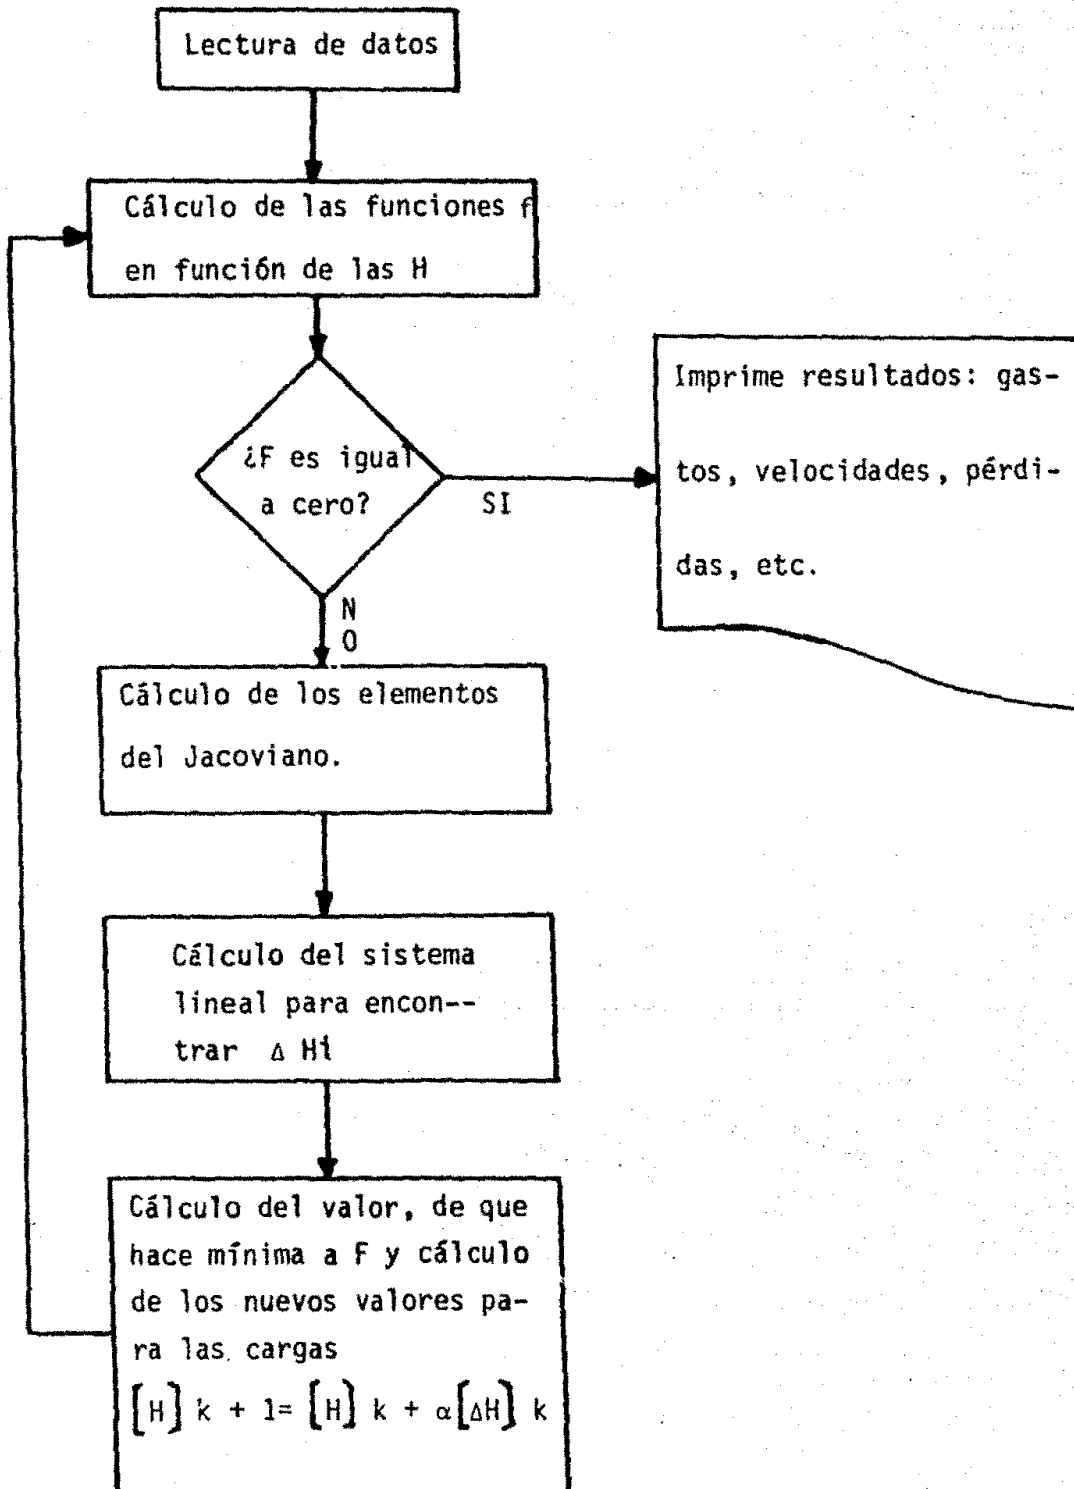 Lectura de datos
Cálculo de las funciones f
en función de las H
¿F es igual
a cero?
SI
Imprime resultados: gas-
tos, velocidades, pérdi-
das, etc.
N
O
Cálculo de los elementos
del Jacoviano.
Cálculo del sistema
lineal para encon--
trar Δ Hi
Cálculo del valor, de que
hace mínima a F y cálculo
de los nuevos valores pa-
ra las cargas
[H] k + 1= [H] k + α[ΔH] k